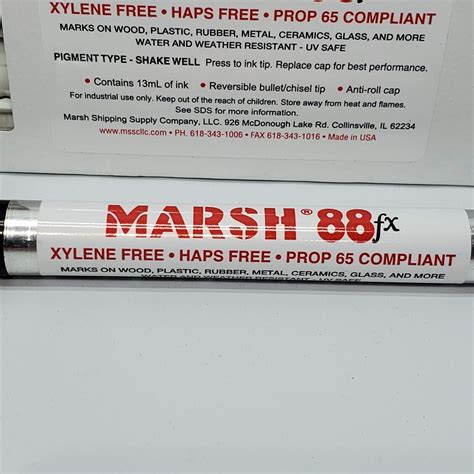 XYLENE FREE • HAPS FREE • PROP 65 COMPLIANT
MARKS ON WOOD, PLASTIC, RUBBER, METAL, CERAMICS, GLASS, AND MORE
WATER AND WEATHER RESISTANT - UV SAFE
PIGMENT TYPE - SHAKE WELL Press to ink tip. Replace cap for best performance.
• Contains 13mL of ink • Reversible bullet/chisel tip • Anti-roll cap
For industrial use only. Keep out of the reach of children. Store away from heat and flames.
See SDS for more information.
Marsh Shipping Supply Company, LLC. 926 McDonough Lake Rd. Collinsville, IL 62234
www.msscllc.com • PH. 618-343-1006 • FAX 618-343-1016 • Made in USA
MARSH® 88fx
XYLENE FREE • HAPS FREE • PROP 65 COMPLIANT
MARKS ON WOOD, PLASTIC, RUBBER, METAL, CERAMICS, GLASS, AND MORE
WATER AND WEATHER RESISTANT - UV SAFE